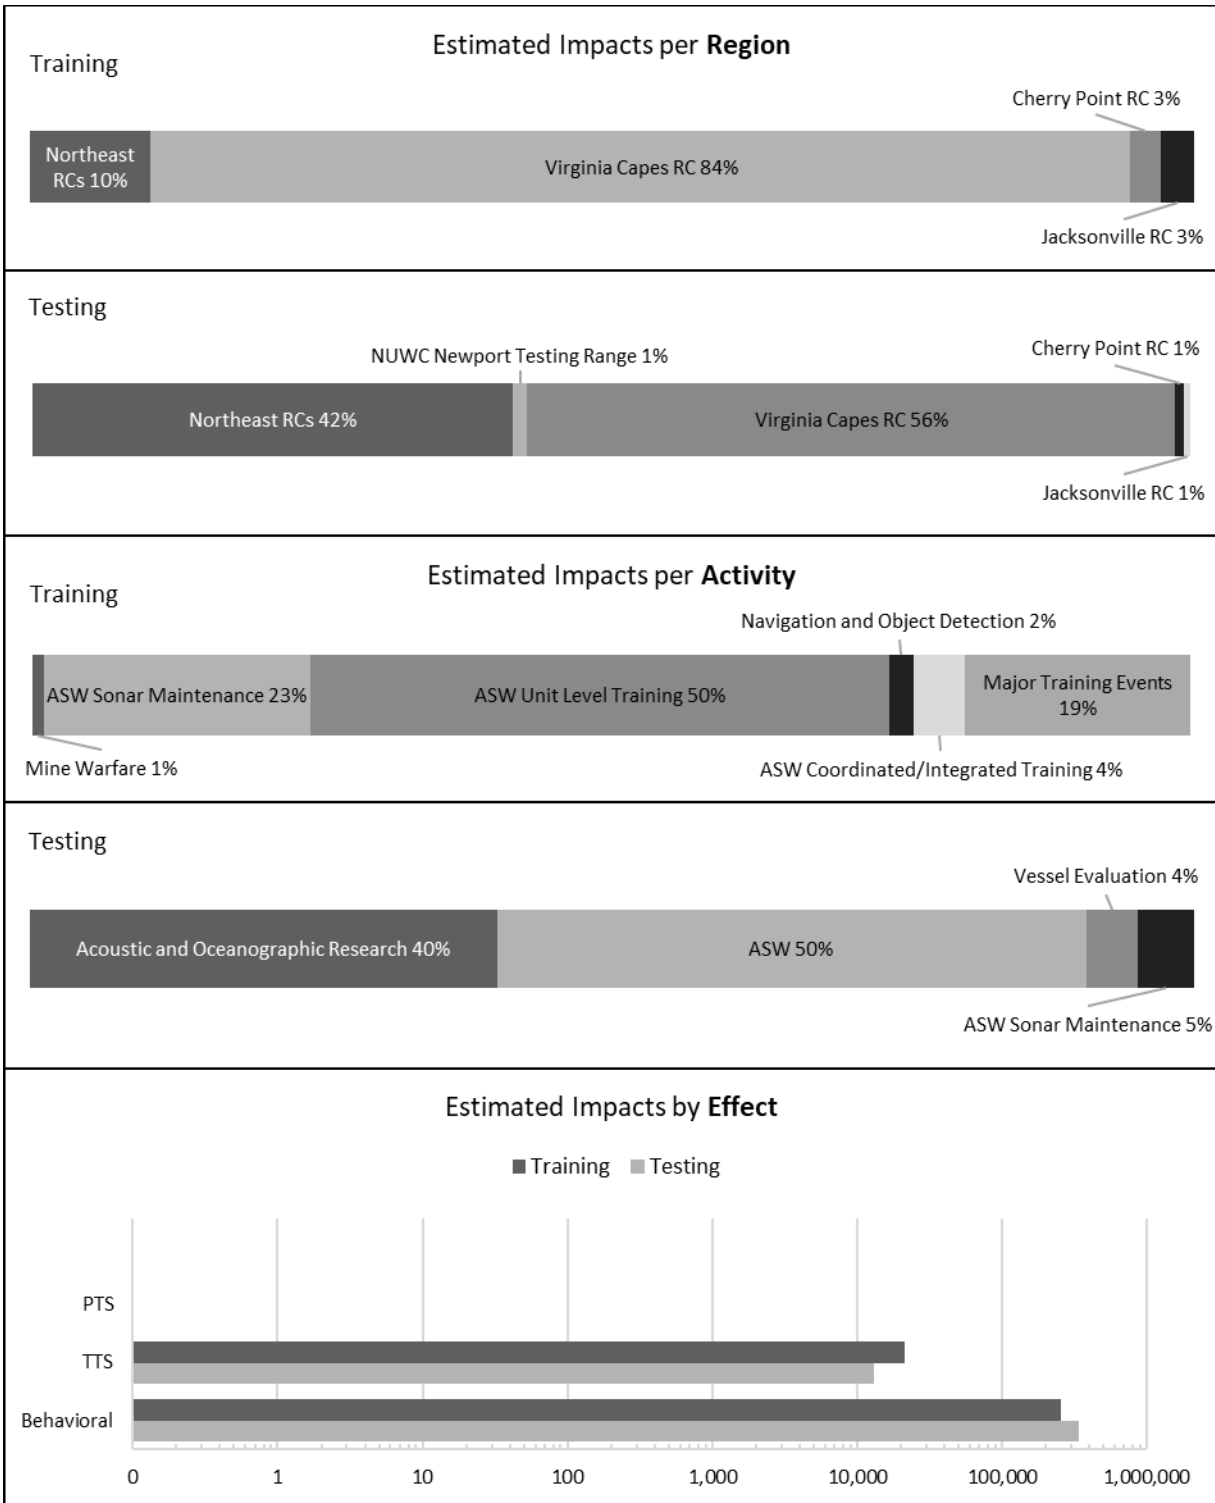 Estimated Impacts per Region
Training
Cherry Point RC 3%
Northeast
RCs 10%
Virginia Capes RC 84%
Jacksonville RC 3%
Testing
NUWC Newport Testing Range 1%
Cherry Point RC 1%
Northeast RCs 42%
Virginia Capes RC 56%
Jacksonville RC 1%
Estimated Impacts per Activity
Training
Navigation and Object Detection 2%
ASW Sonar Maintenance 23%
ASW Unit Level Training 50%
Major Training Events
19%
Mine Warfare 1%
ASW Coordinated/Integrated Training 4%
Testing
Vessel Evaluation 4%
Acoustic and Oceanographic Research 40%
ASW 50%
ASW Sonar Maintenance 5%
Estimated Impacts by Effect
Training Testing
PTS
TTS
Behavioral
0 1 10 100 1,000 10,000 100,000 1,000,000